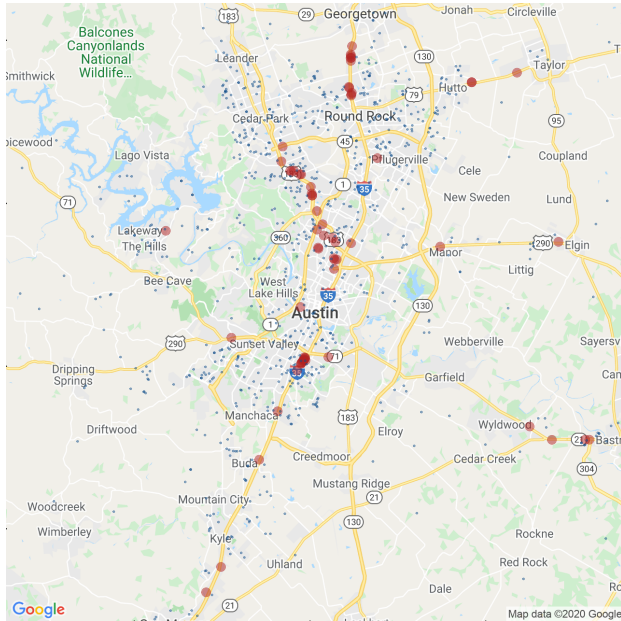 Georgetown
Jonah
Circleville
183
29
Balcones
Canyonlands
National
Wildlife...
Leander
130
Taylor
Smithwick
Hutto
79
Cedar Park
Round Rock
95
45
Lago Vista
Pflugerville
Coupland
183
Cele
1
35
New Sweden
71
Lund
Lakeway
The Hills
360
183
Manor
290
Elgin
Bee Cave
Littig
West
Lake Hills
35
130
Austin
1
290
Sunset Valley
Webberville
71
Dripping
Springs
35
Garfield
Manchaca
183
Wyldwood
Driftwood
Elroy
21
Buda
Creedmoor
Cedar Creek
304
Mustang Ridge
Mountain City
21
Woodcreek
130
Wimberley
Rockne
Kyle
Uhland
Red Rock
Dale
21
Google
Map data ©2020 Google